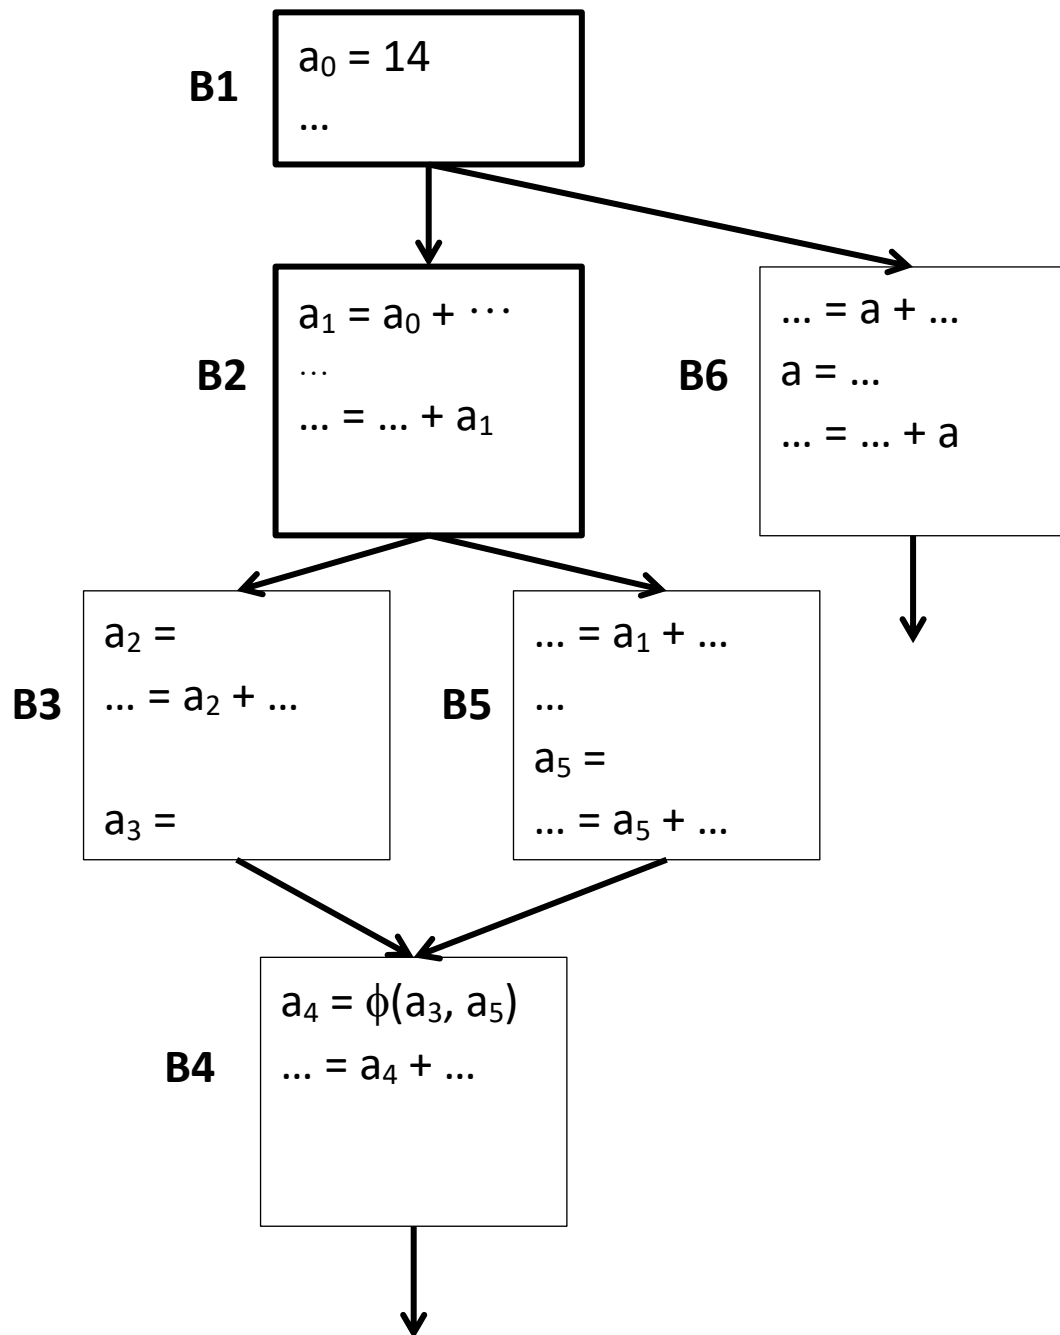 B1
a₀ = 14
...
B2
a₁ = a₀ + ⋯
...
... = ... + a₁
B6
... = a + ...
a = ...
... = ... + a
B3
a₂ =
... = a₂ + ...
a₃ =
B5
... = a₁ + ...
...
a₅ =
... = a₅ + ...
B4
a₄ = ϕ(a₃, a₅)
... = a₄ + ...